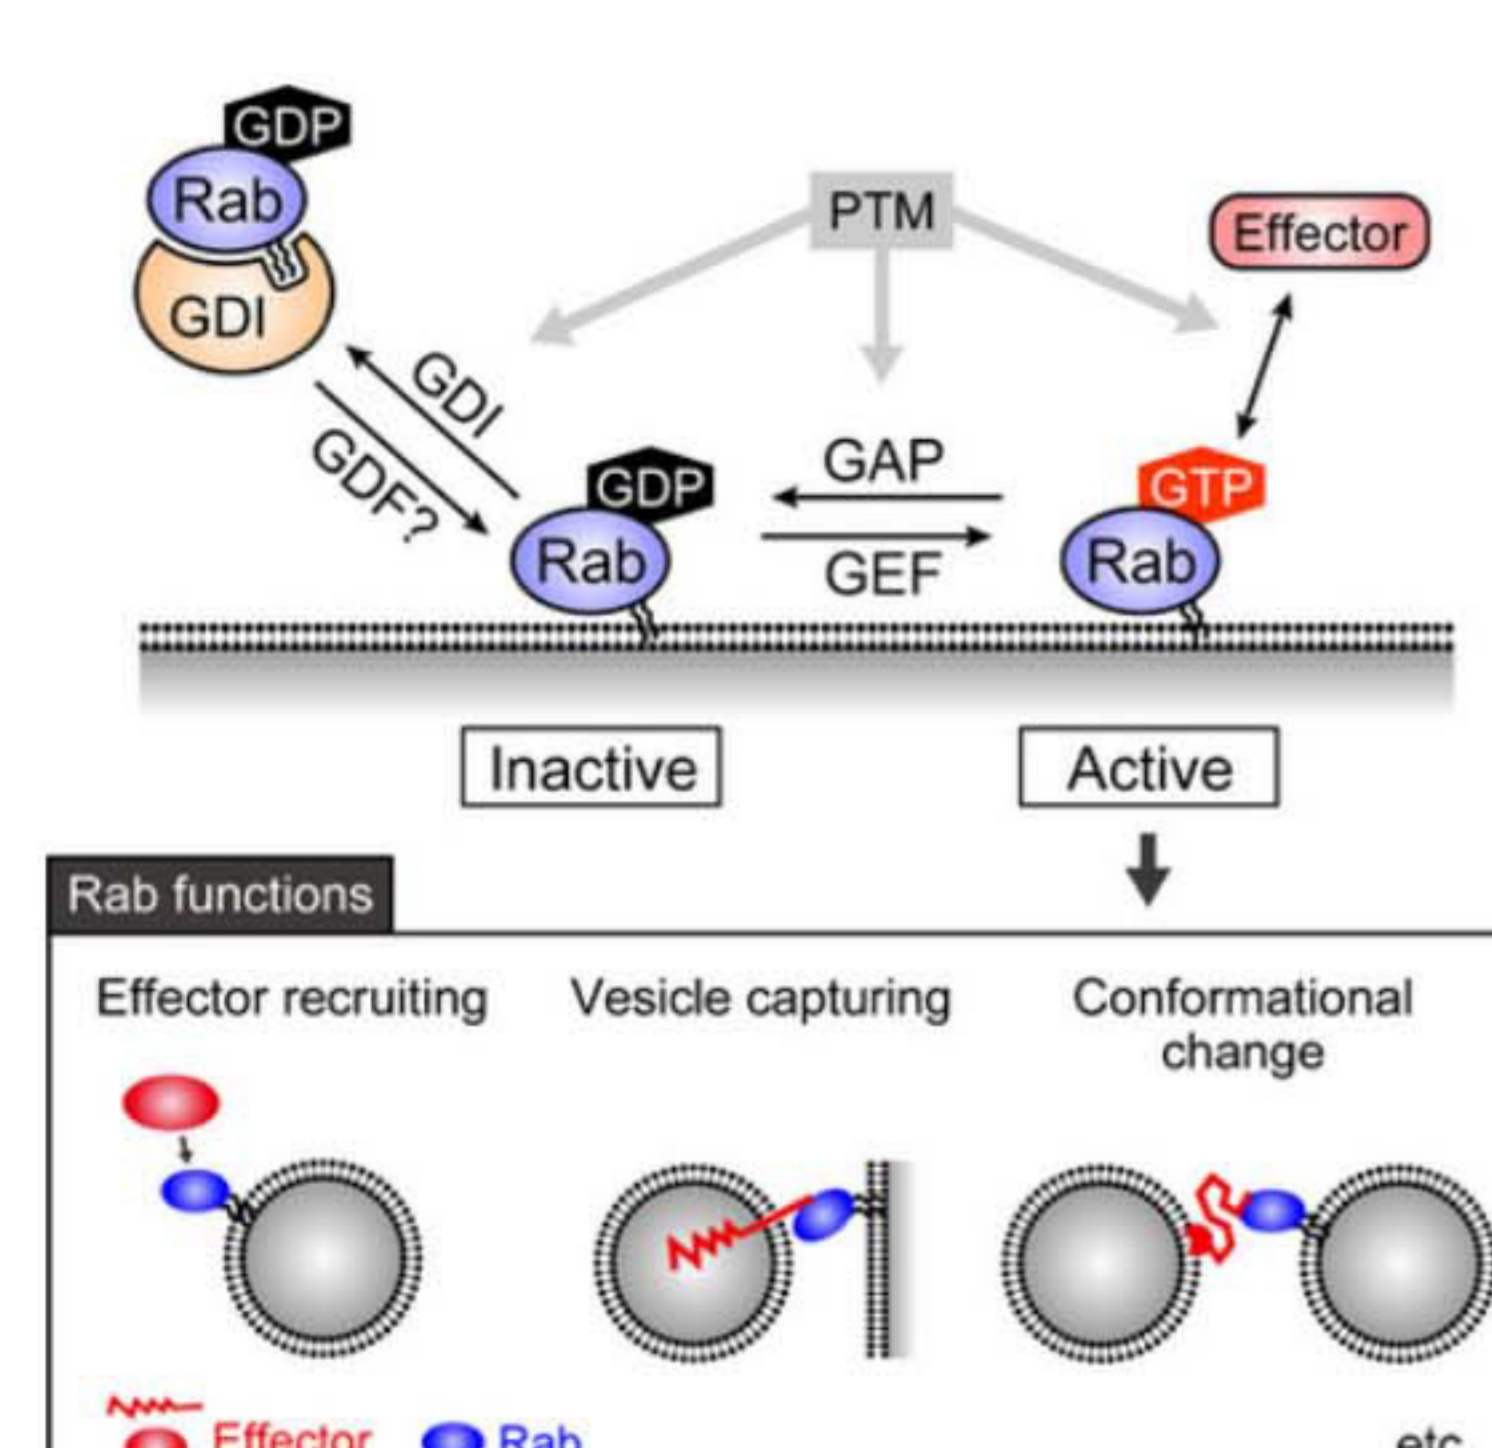 GDP
Rab
GDI
PTM
Effector
GDI
GDF?
GDP
Rab
GAP
GEF
GTP
Rab
Inactive
Active
Rab functions
Effector recruiting
Vesicle capturing
Conformational
change
Effector
Rab
etc.